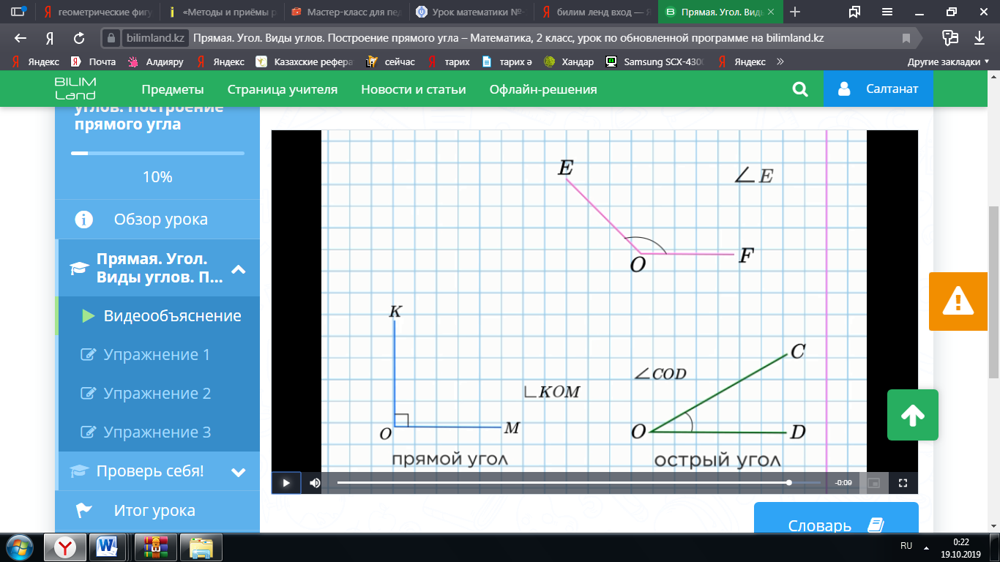 геометрические фигу
«Методы и приёмы р
Мастер-класс для пед
Урок математики №-
билим ленд вход — Я
Прямая. Угол. Виды
bilimland.kz
Прямая. Угол. Виды углов. Построение прямого угла – Математика, 2 класс, урок по обновленной программе на bilimland.kz
Яндекс
Почта
Алдияру
Яндекс
Казахские рефера
сейчас
тарих
тарих ә
Хандар
Samsung SCX-4300
Яндекс
»
Другие закладки
BILIM Land
Предметы
Страница учителя
Новости и статьи
Офлайн-решения
Салтанат
углов. Построение
прямого угла
10%
Обзор урока
Прямая. Угол.
Виды углов. П...
Видеообъяснение
Упражнение 1
Упражнение 2
Упражнение 3
Проверь себя!
Итог урока
E
∠E
O
F
K
∟KOM
O
M
прямой угол
C
∠COD
O
D
острый угол
-0:09
Словарь
RU
0:22
19.10.2019